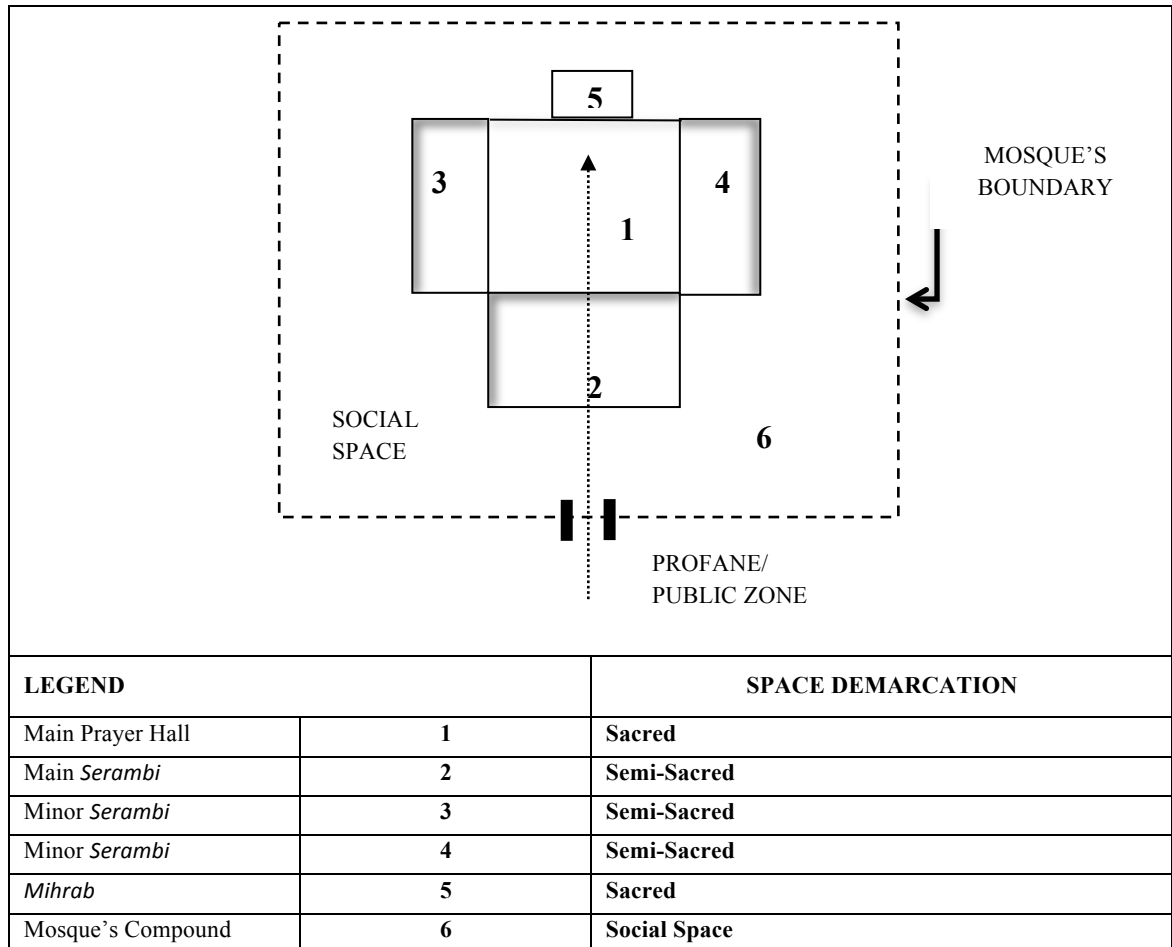 5
3
4
1
MOSQUE'S
BOUNDARY
2
SOCIAL
SPACE
6
PROFANE/
PUBLIC ZONE
LEGEND SPACE DEMARCATION
Main Prayer Hall 1 Sacred
Main Serambi 2 Semi-Sacred
Minor Serambi 3 Semi-Sacred
Minor Serambi 4 Semi-Sacred
Mihrab 5 Sacred
Mosque's Compound 6 Social Space